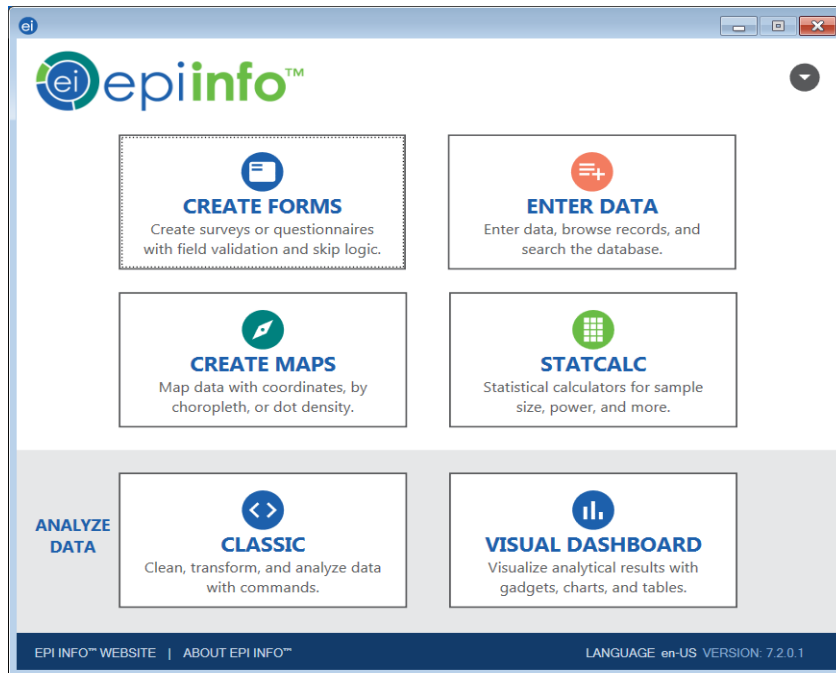 ei
ei epiinfo™
CREATE FORMS
Create surveys or questionnaires
with field validation and skip logic.
ENTER DATA
Enter data, browse records, and
search the database.
CREATE MAPS
Map data with coordinates, by
choropleth, or dot density.
STATCALC
Statistical calculators for sample
size, power, and more.
ANALYZE
DATA
CLASSIC
Clean, transform, and analyze data
with commands.
VISUAL DASHBOARD
Visualize analytical results with
gadgets, charts, and tables.
EPI INFO™ WEBSITE | ABOUT EPI INFO™
LANGUAGE en-US VERSION: 7.2.0.1